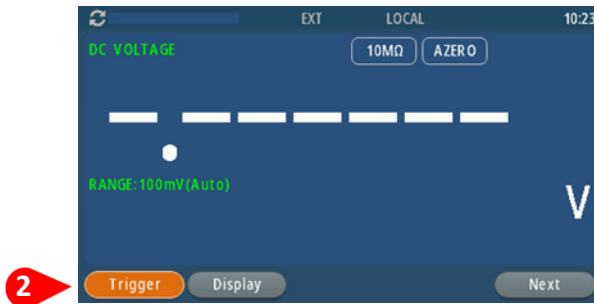 EXT LOCAL 10:23
DC VOLTAGE 10MΩ AZERO
_ _ _ _ _ _ _
.
RANGE:100mV(Auto)
V
2 Trigger Display Next